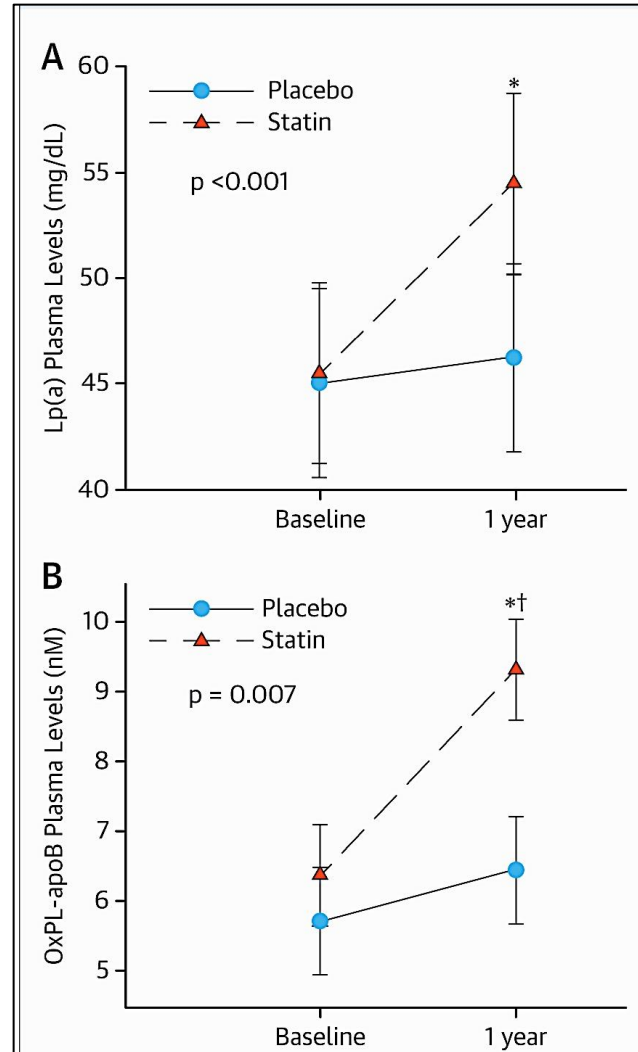 A
Lp(a) Plasma Levels (mg/dL)
60
55
50
45
40
Placebo
Statin
p <0.001
*
Baseline 1 year
B
OxPL-apoB Plasma Levels (nM)
10
9
8
7
6
5
Placebo
Statin
p = 0.007
*†
Baseline 1 year